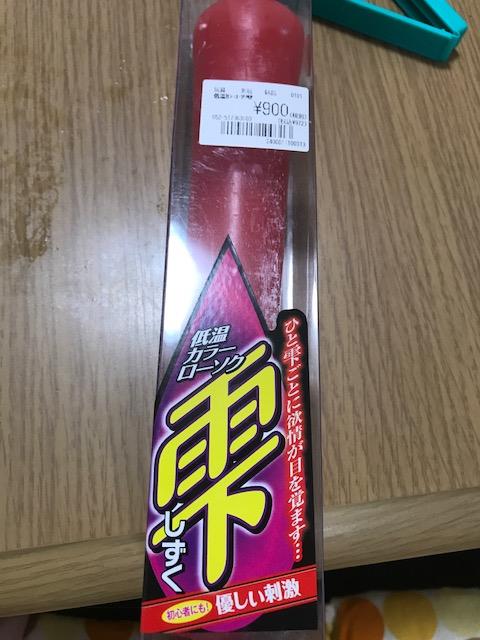 ¥900
低温
カラー
ローソク
雫
しずく
ひと雫ごとに欲情が目を覚ます…
初心者にも!
優しい刺激